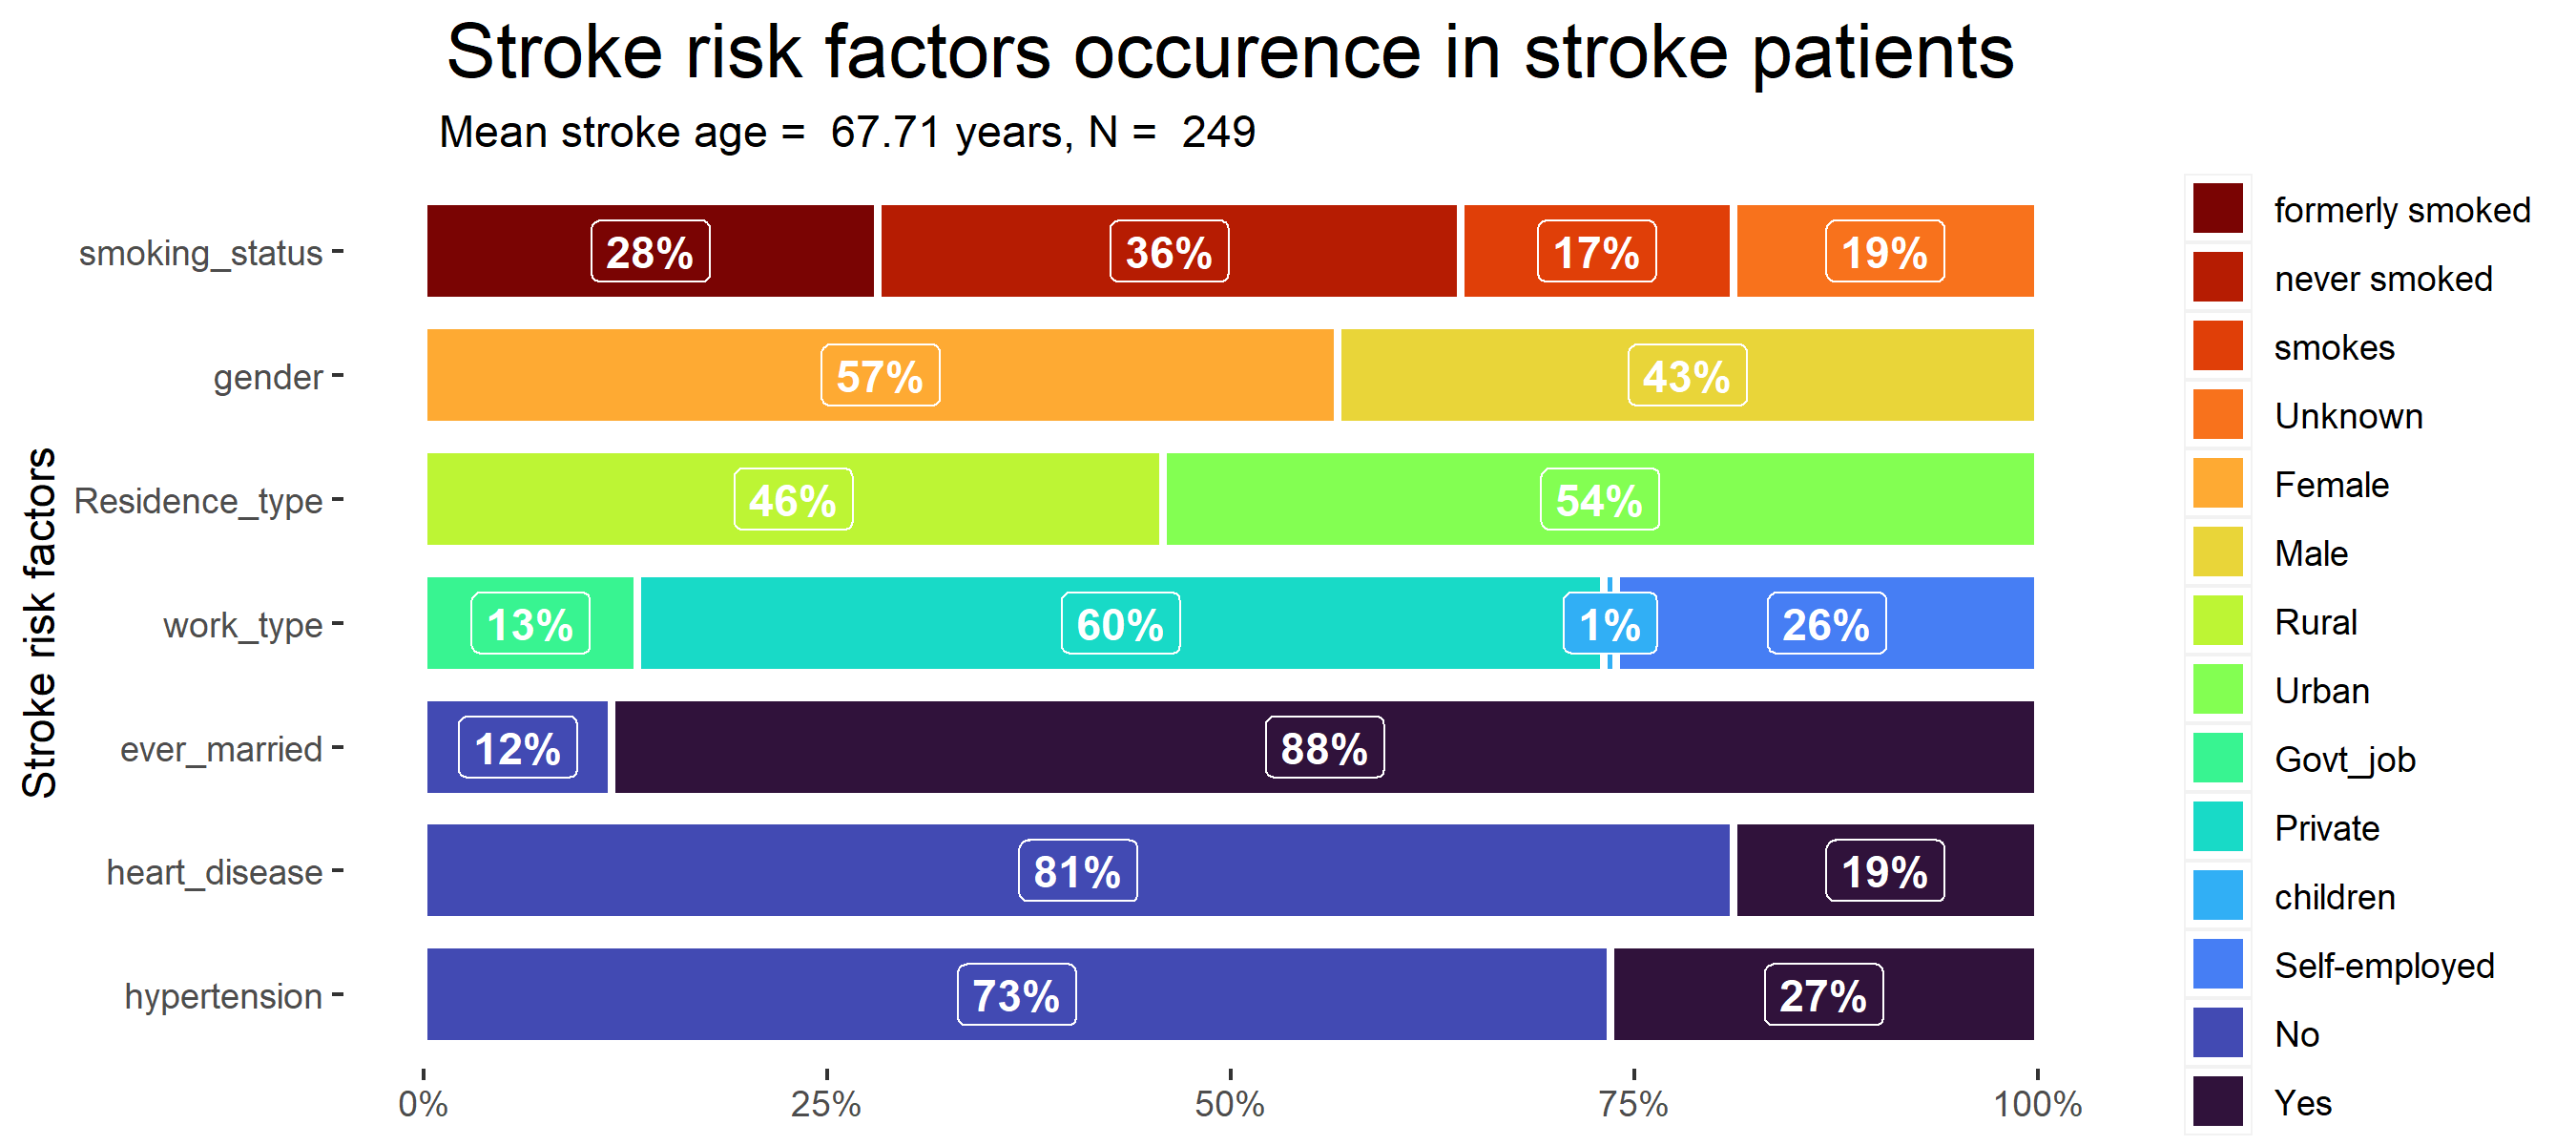 Stroke risk factors occurence in stroke patients
Mean stroke age =  67.71 years, N =  249
Stroke risk factors
smoking_status
28%
36%
17%
19%
gender
57%
43%
Residence_type
46%
54%
work_type
13%
60%
1%
26%
ever_married
12%
88%
heart_disease
81%
19%
hypertension
73%
27%
0%
25%
50%
75%
100%
formerly smoked
never smoked
smokes
Unknown
Female
Male
Rural
Urban
Govt_job
Private
children
Self-employed
No
Yes